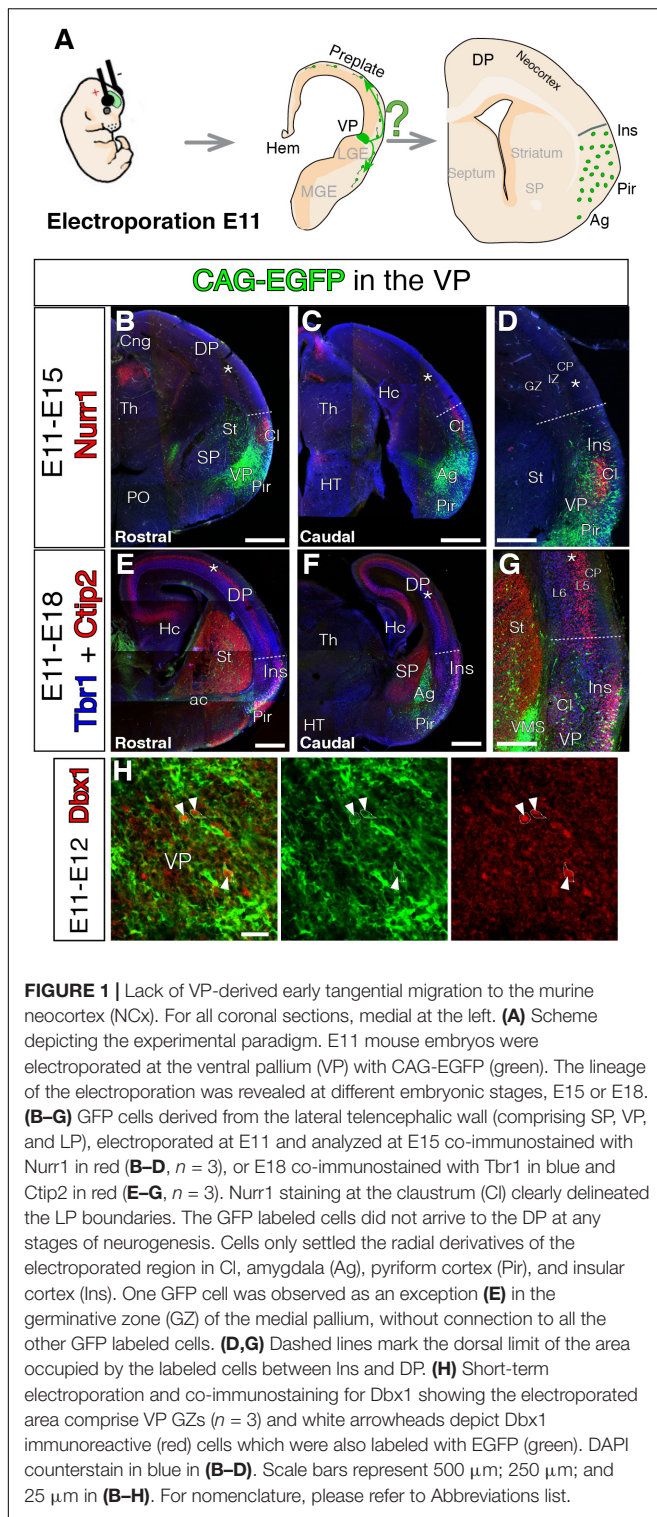 A
Preplate
VP
?
Hem
LGE
MGE
Electroporation E11
DP
Neocortex
Ins
Striatum
Septum
SP
Pir
Ag
CAG-EGFP in the VP
E11-E15
Nurr1
B
Cng
DP
*
Th
St
Cl
SP
VP
PO
Pir
Rostral
C
*
Hc
Th
Cl
Ag
HT
Pir
Caudal
D
CP
IZ
GZ
*
Ins
St
Cl
VP
Pir
E11-E18
Tbr1 + Ctip2
E
*
DP
Hc
St
Ins
ac
Pir
Rostral
F
DP
*
Hc
Th
SP
Ins
Ag
HT
Pir
Caudal
G
*
CP
L5
L6
St
Ins
Cl
VMS
VP
E11-E12 Dbx1
H
VP
FIGURE 1 | Lack of VP-derived early tangential migration to the murine
neocortex (NCx). For all coronal sections, medial at the left. (A) Scheme
depicting the experimental paradigm. E11 mouse embryos were
electroporated at the ventral pallium (VP) with CAG-EGFP (green). The lineage
of the electroporation was revealed at different embryonic stages, E15 or E18.
(B–G) GFP cells derived from the lateral telencephalic wall (comprising SP, VP,
and LP), electroporated at E11 and analyzed at E15 co-immunostained with
Nurr1 in red (B–D, n = 3), or E18 co-immunostained with Tbr1 in blue and
Ctip2 in red (E–G, n = 3). Nurr1 staining at the claustrum (Cl) clearly delineated
the LP boundaries. The GFP labeled cells did not arrive to the DP at any
stages of neurogenesis. Cells only settled the radial derivatives of the
electroporated region in Cl, amygdala (Ag), pyriform cortex (Pir), and insular
cortex (Ins). One GFP cell was observed as an exception (E) in the
germinative zone (GZ) of the medial pallium, without connection to all the
other GFP labeled cells. (D,G) Dashed lines mark the dorsal limit of the area
occupied by the labeled cells between Ins and DP. (H) Short-term
electroporation and co-immunostaining for Dbx1 showing the electroporated
area comprise VP GZs (n = 3) and white arrowheads depict Dbx1
immunoreactive (red) cells which were also labeled with EGFP (green). DAPI
counterstain in blue in (B–D). Scale bars represent 500 μm; 250 μm; and
25 μm in (B–H). For nomenclature, please refer to Abbreviations list.